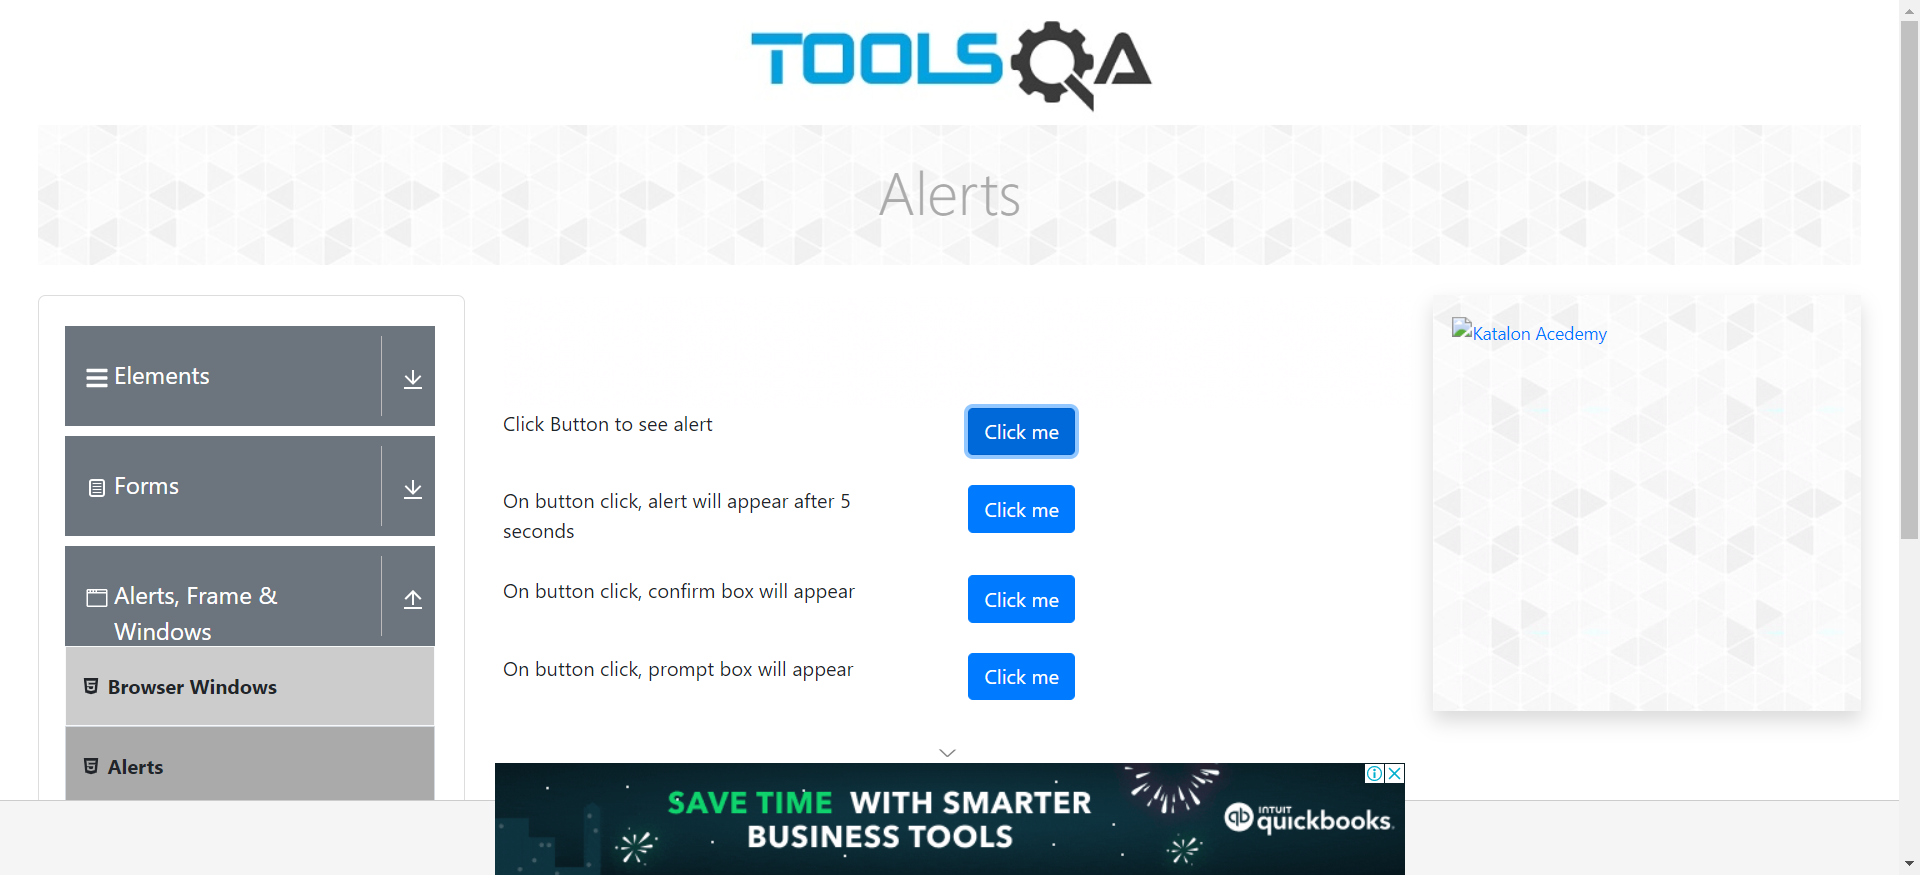 TOOLSQA
Alerts
Elements
Forms
Alerts, Frame &
Windows
Browser Windows
Alerts
Click Button to see alert
Click me
On button click, alert will appear after 5
seconds
Click me
On button click, confirm box will appear
Click me
On button click, prompt box will appear
Click me
Katalon Acedemy
SAVE TIME WITH SMARTER
BUSINESS TOOLS
INTUIT
qb quickbooks.